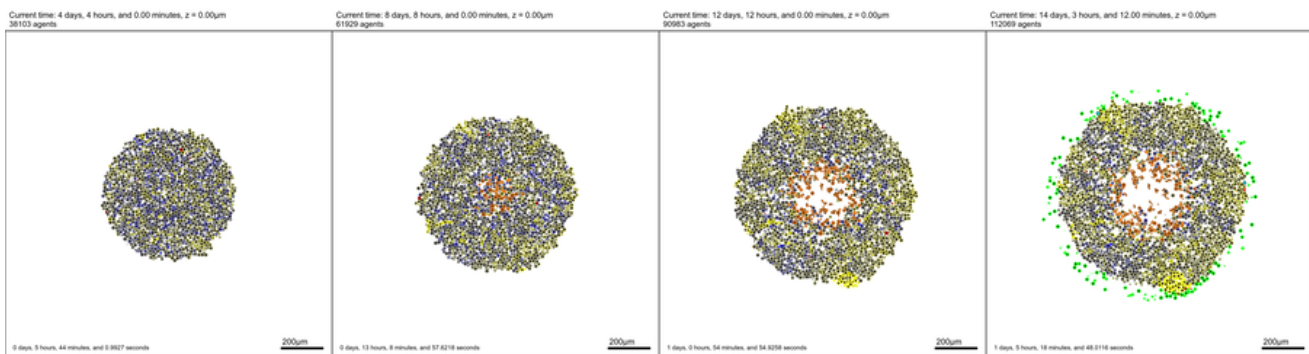 Current time: 4 days, 4 hours, and 0.00 minutes, z = 0.00μm
38103 agents
200μm
0 days, 5 hours, 44 minutes, and 0.9927 seconds
Current time: 8 days, 8 hours, and 0.00 minutes, z = 0.00μm
61929 agents
200μm
0 days, 13 hours, 8 minutes, and 57.6218 seconds
Current time: 12 days, 12 hours, and 0.00 minutes, z = 0.00μm
90983 agents
200μm
1 days, 0 hours, 54 minutes, and 54.9258 seconds
Current time: 14 days, 3 hours, and 12.00 minutes, z = 0.00μm
112069 agents
200μm
1 days, 5 hours, 18 minutes, and 48.0116 seconds